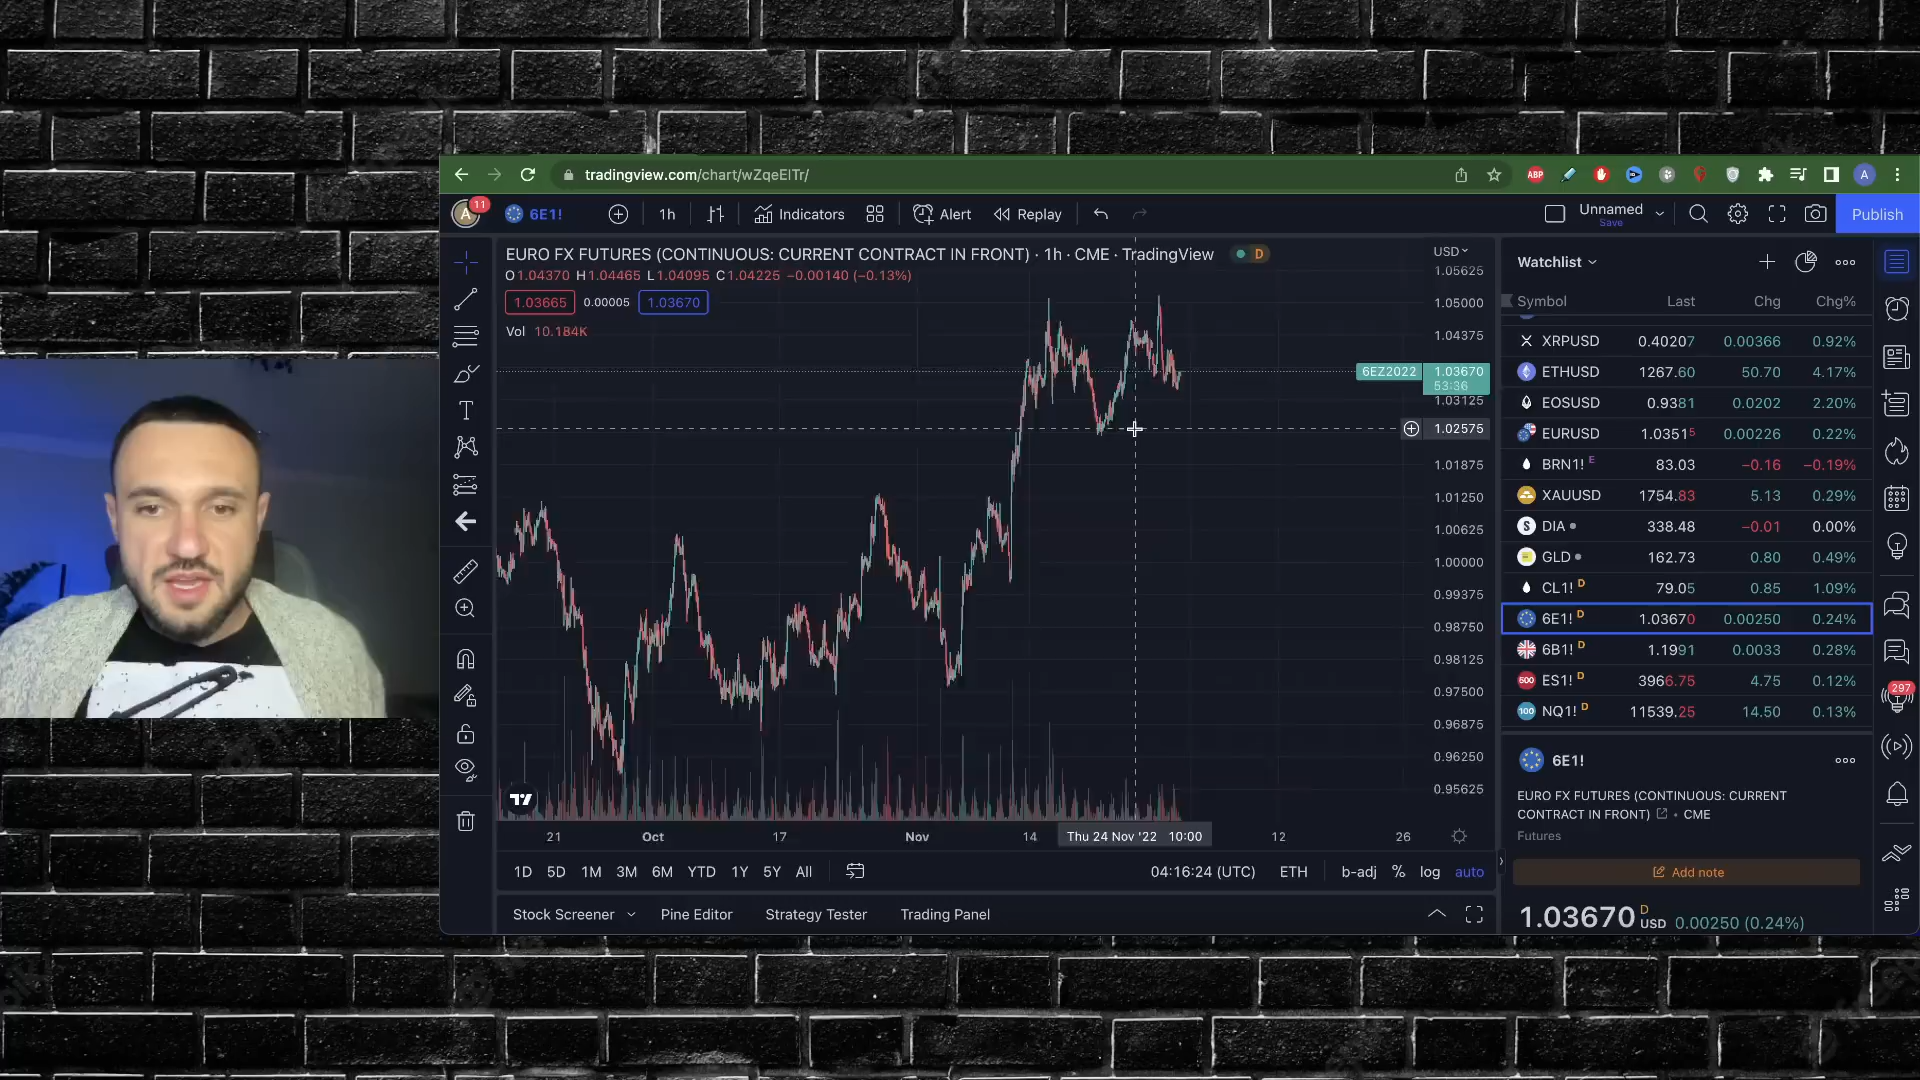 tradingview.com/chart/wZqeElTr/
ABP
A
A 11 6E1! 1h Indicators Alert Replay Unnamed Save Publish
EURO FX FUTURES (CONTINUOUS: CURRENT CONTRACT IN FRONT) · 1h · CME · TradingView D
O1.04370 H1.04465 L1.04095 C1.04225 −0.00140 (−0.13%)
1.03665 0.00005 1.03670
Vol 10.184K
USD
1.05625
1.05000
1.04375
6EZ2022 1.03670
53:36
1.03125
1.02575
1.01875
1.01250
1.00625
1.00000
0.99375
0.98750
0.98125
0.97500
0.96875
0.96250
0.95625
21 Oct 17 Nov 14 Thu 24 Nov '22 10:00 12 26
1D 5D 1M 3M 6M YTD 1Y 5Y All 04:16:24 (UTC) ETH b-adj % log auto
Stock Screener Pine Editor Strategy Tester Trading Panel
Watchlist
Symbol Last Chg Chg%
XRPUSD 0.40207 0.00366 0.92%
ETHUSD 1267.60 50.70 4.17%
EOSUSD 0.9381 0.0202 2.20%
EURUSD 1.03515 0.00226 0.22%
BRN1! E 83.03 −0.16 −0.19%
XAUUSD 1754.83 5.13 0.29%
S DIA 338.48 −0.01 0.00%
GLD 162.73 0.80 0.49%
CL1! D 79.05 0.85 1.09%
6E1! D 1.03670 0.00250 0.24%
6B1! D 1.1991 0.0033 0.28%
500 ES1! D 3966.75 4.75 0.12%
100 NQ1! D 11539.25 14.50 0.13%
297
6E1!
EURO FX FUTURES (CONTINUOUS: CURRENT
CONTRACT IN FRONT) • CME
Futures
Add note
1.03670 D USD 0.00250 (0.24%)